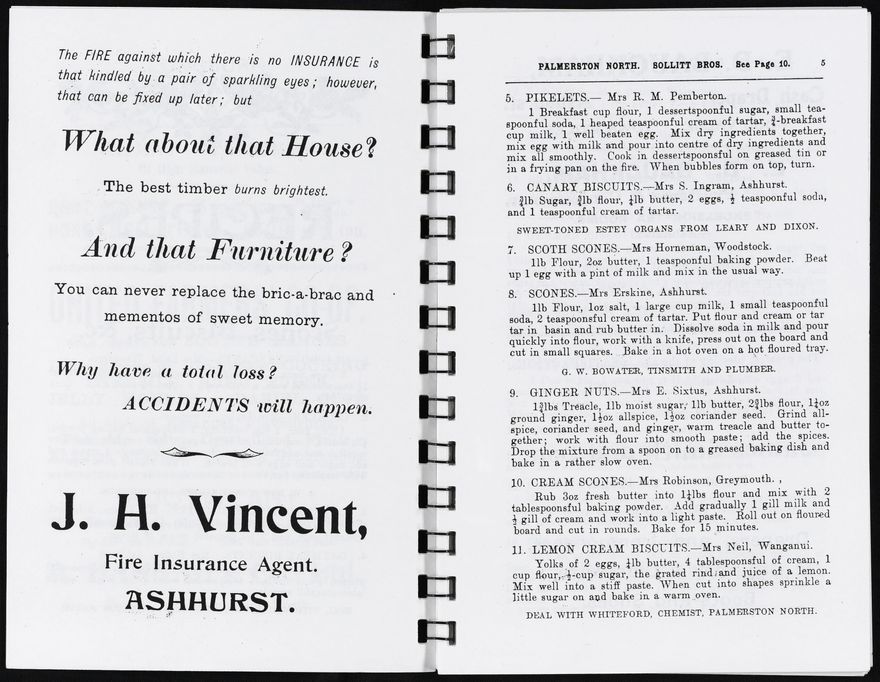 The FIRE against which there is no INSURANCE is
that kindled by a pair of sparkling eyes; however,
that can be fixed up later; but
What about that House?
The best timber burns brightest.
And that Furniture?
You can never replace the bric-a-brac and
mementos of sweet memory.
Why have a total loss?
ACCIDENTS will happen.
J. H. Vincent,
Fire Insurance Agent.
ASHHURST.
PALMERSTON NORTH. SOLLITT BROS. See Page 10. 5
5. PIKELETS.— Mrs R. M. Pemberton.
1 Breakfast cup flour, 1 dessertspoonful sugar, small tea-
spoonful soda, 1 heaped teaspoonful cream of tartar, ¾-breakfast
cup milk, 1 well beaten egg. Mix dry ingredients together,
mix egg with milk and pour into centre of dry ingredients and
mix all smoothly. Cook in dessertspoonsful on greased tin or
in a frying pan on the fire. When bubbles form on top, turn.
6. CANARY BISCUITS.—Mrs S. Ingram, Ashhurst.
¾lb Sugar, ¾lb flour, ¼lb butter, 2 eggs, ½ teaspoonful soda,
and 1 teaspoonful cream of tartar.
SWEET-TONED ESTEY ORGANS FROM LEARY AND DIXON.
7. SCOTH SCONES.—Mrs Horneman, Woodstock.
1lb Flour, 2oz butter, 1 teaspoonful baking powder. Beat
up 1 egg with a pint of milk and mix in the usual way.
8. SCONES.—Mrs Erskine, Ashhurst.
1lb Flour, 1oz salt, 1 large cup milk, 1 small teaspoonful
soda, 2 teaspoonsful cream of tartar. Put flour and cream or tar
tar in basin and rub butter in. Dissolve soda in milk and pour
quickly into flour, work with a knife, press out on the board and
cut in small squares. Bake in a hot oven on a hot floured tray.
G. W. BOWATER, TINSMITH AND PLUMBER.
9. GINGER NUTS.—Mrs E. Sixtus, Ashhurst.
1¾lbs Treacle, 1lb moist sugar, 1lb butter, 2¾lbs flour, 1½oz
ground ginger, 1½oz allspice, 1½oz coriander seed. Grind all-
spice, coriander seed, and ginger, warm treacle and butter to-
gether; work with flour into smooth paste; add the spices.
Drop the mixture from a spoon on to a greased baking dish and
bake in a rather slow oven.
10. CREAM SCONES.—Mrs Robinson, Greymouth.
Rub 3oz fresh butter into 1¼lbs flour and mix with 2
tablespoonsful baking powder. Add gradually 1 gill milk and
½ gill of cream and work into a light paste. Roll out on floured
board and cut in rounds. Bake for 15 minutes.
11. LEMON CREAM BISCUITS.—Mrs Neil, Wanganui.
Yolks of 2 eggs, ¼lb butter, 4 tablespoonsful of cream, 1
cup flour, ½-cup sugar, the grated rind and juice of a lemon.
Mix well into a stiff paste. When cut into shapes sprinkle a
little sugar on and bake in a warm oven.
DEAL WITH WHITEFORD, CHEMIST, PALMERSTON NORTH.